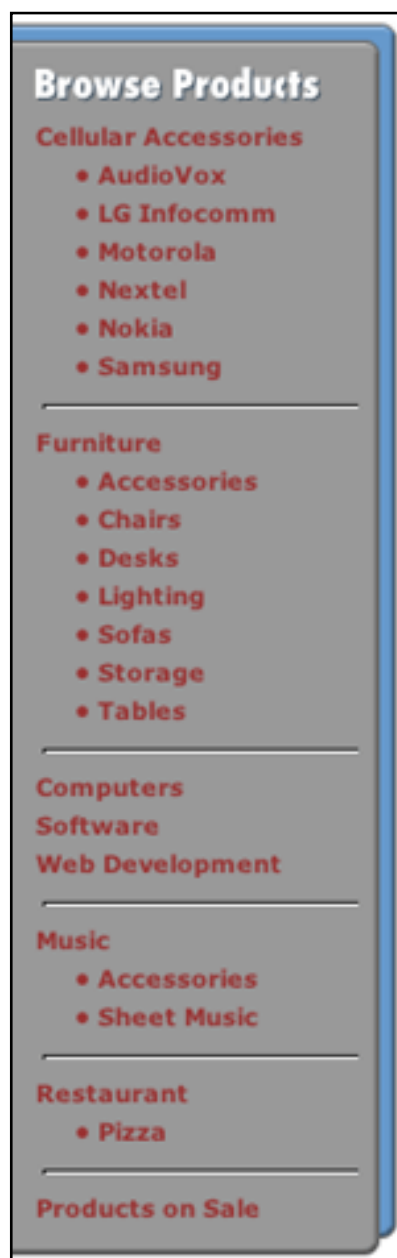 Browse Products
Cellular Accessories
• AudioVox
• LG Infocomm
• Motorola
• Nextel
• Nokia
• Samsung
Furniture
• Accessories
• Chairs
• Desks
• Lighting
• Sofas
• Storage
• Tables
Computers
Software
Web Development
Music
• Accessories
• Sheet Music
Restaurant
• Pizza
Products on Sale